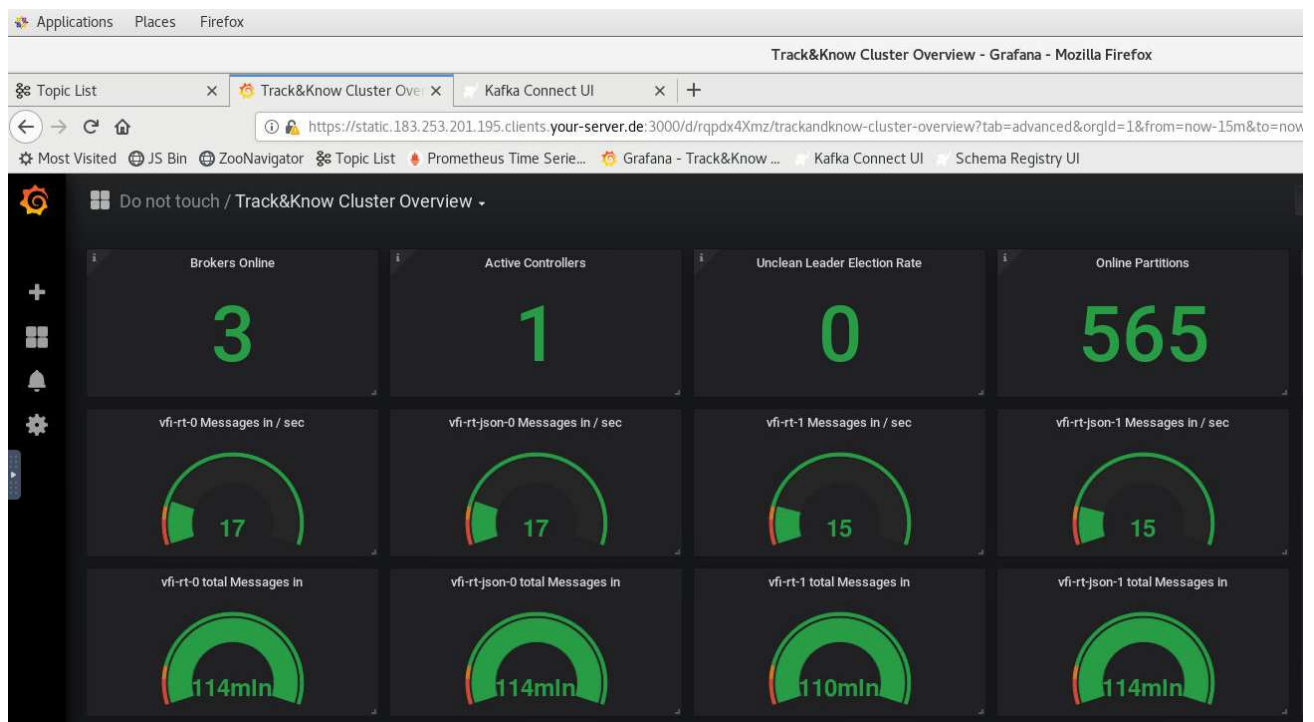 Applications Places Firefox
Track&Know Cluster Overview - Grafana - Mozilla Firefox
Topic List Track&Know Cluster Over Kafka Connect UI
https://static.183.253.201.195.clients.your-server.de:3000/d/rqpdx4Xmz/trackandknow-cluster-overview?tab=advanced&orgId=1&from=now-15m&to=now
Most Visited JS Bin ZooNavigator Topic List Prometheus Time Serie... Grafana - Track&Know ... Kafka Connect UI Schema Registry UI
Do not touch / Track&Know Cluster Overview
Brokers Online Active Controllers Unclean Leader Election Rate Online Partitions
3 1 0 565
vfi-rt-0 Messages in / sec vfi-rt-json-0 Messages in / sec vfi-rt-1 Messages in / sec vfi-rt-json-1 Messages in / sec
17 17 15 15
vfi-rt-0 total Messages in vfi-rt-json-0 total Messages in vfi-rt-1 total Messages in vfi-rt-json-1 total Messages in
114mln 114mln 110mln 114mln